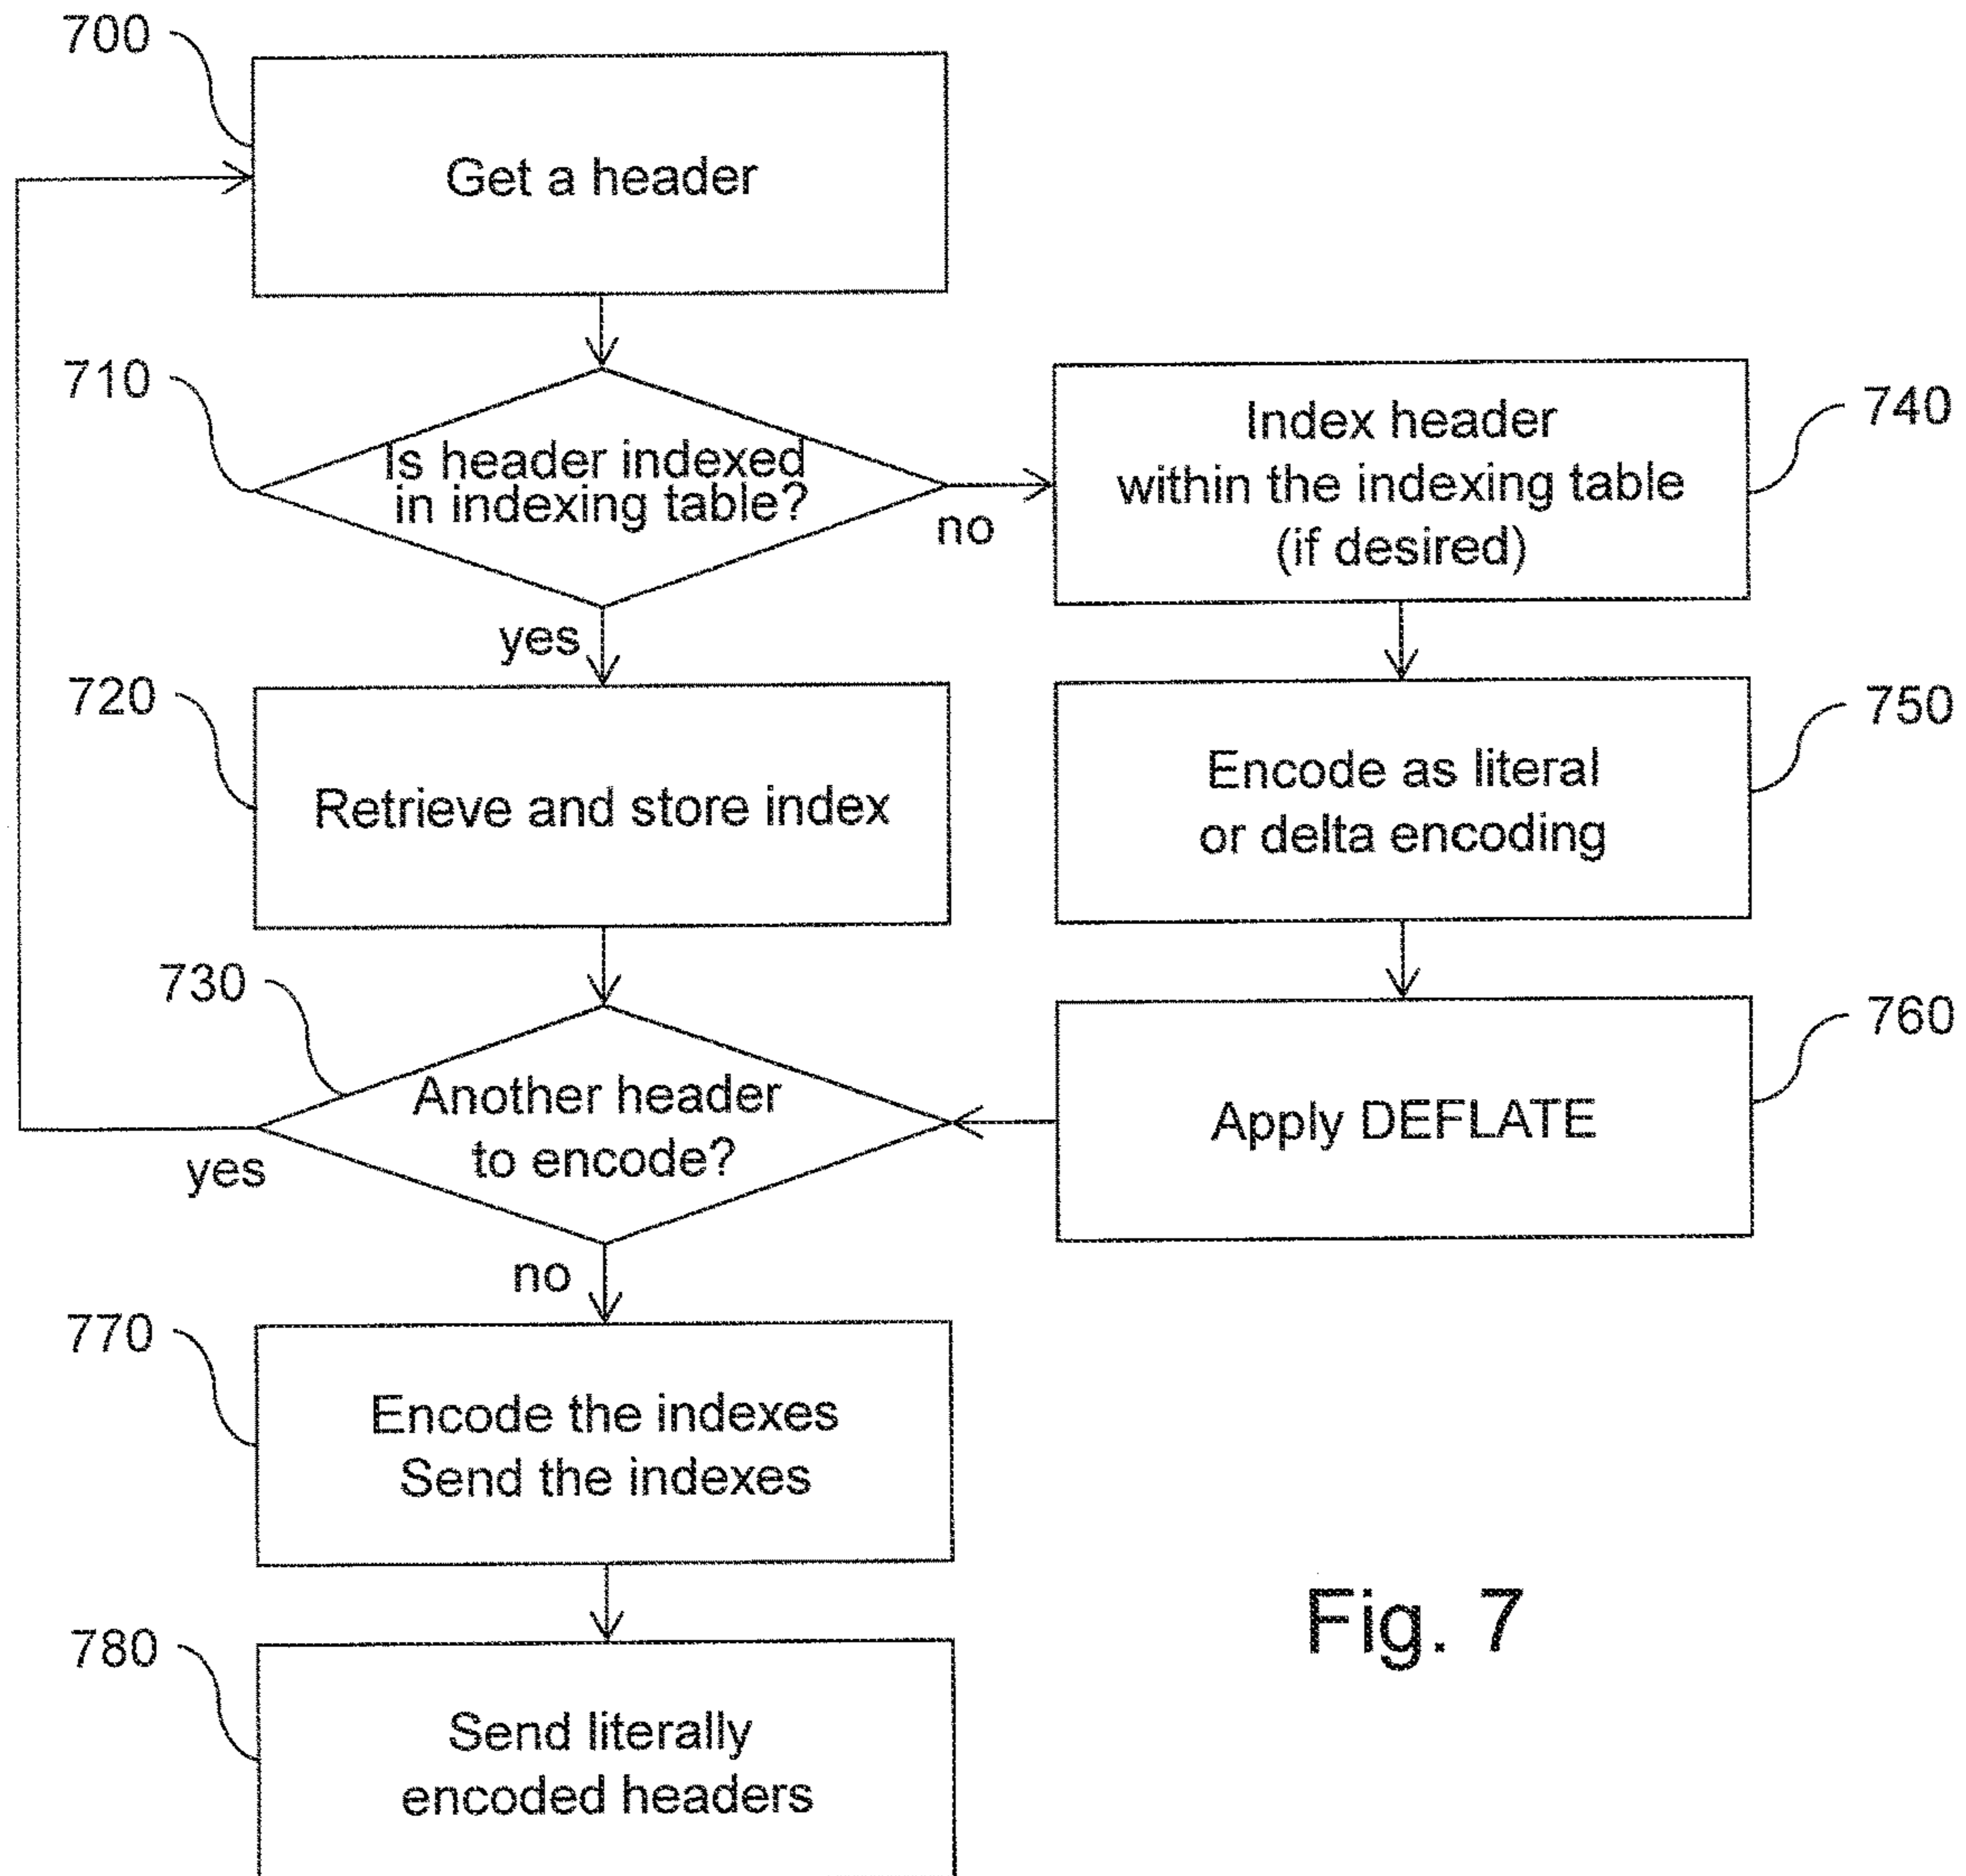 700
Get a header
710
Is header indexed
in indexing table?
no
yes
740
Index header
within the indexing table
(if desired)
720
Retrieve and store index
750
Encode as literal
or delta encoding
730
Another header
to encode?
yes
no
760
Apply DEFLATE
770
Encode the indexes
Send the indexes
780
Send literally
encoded headers
Fig. 7